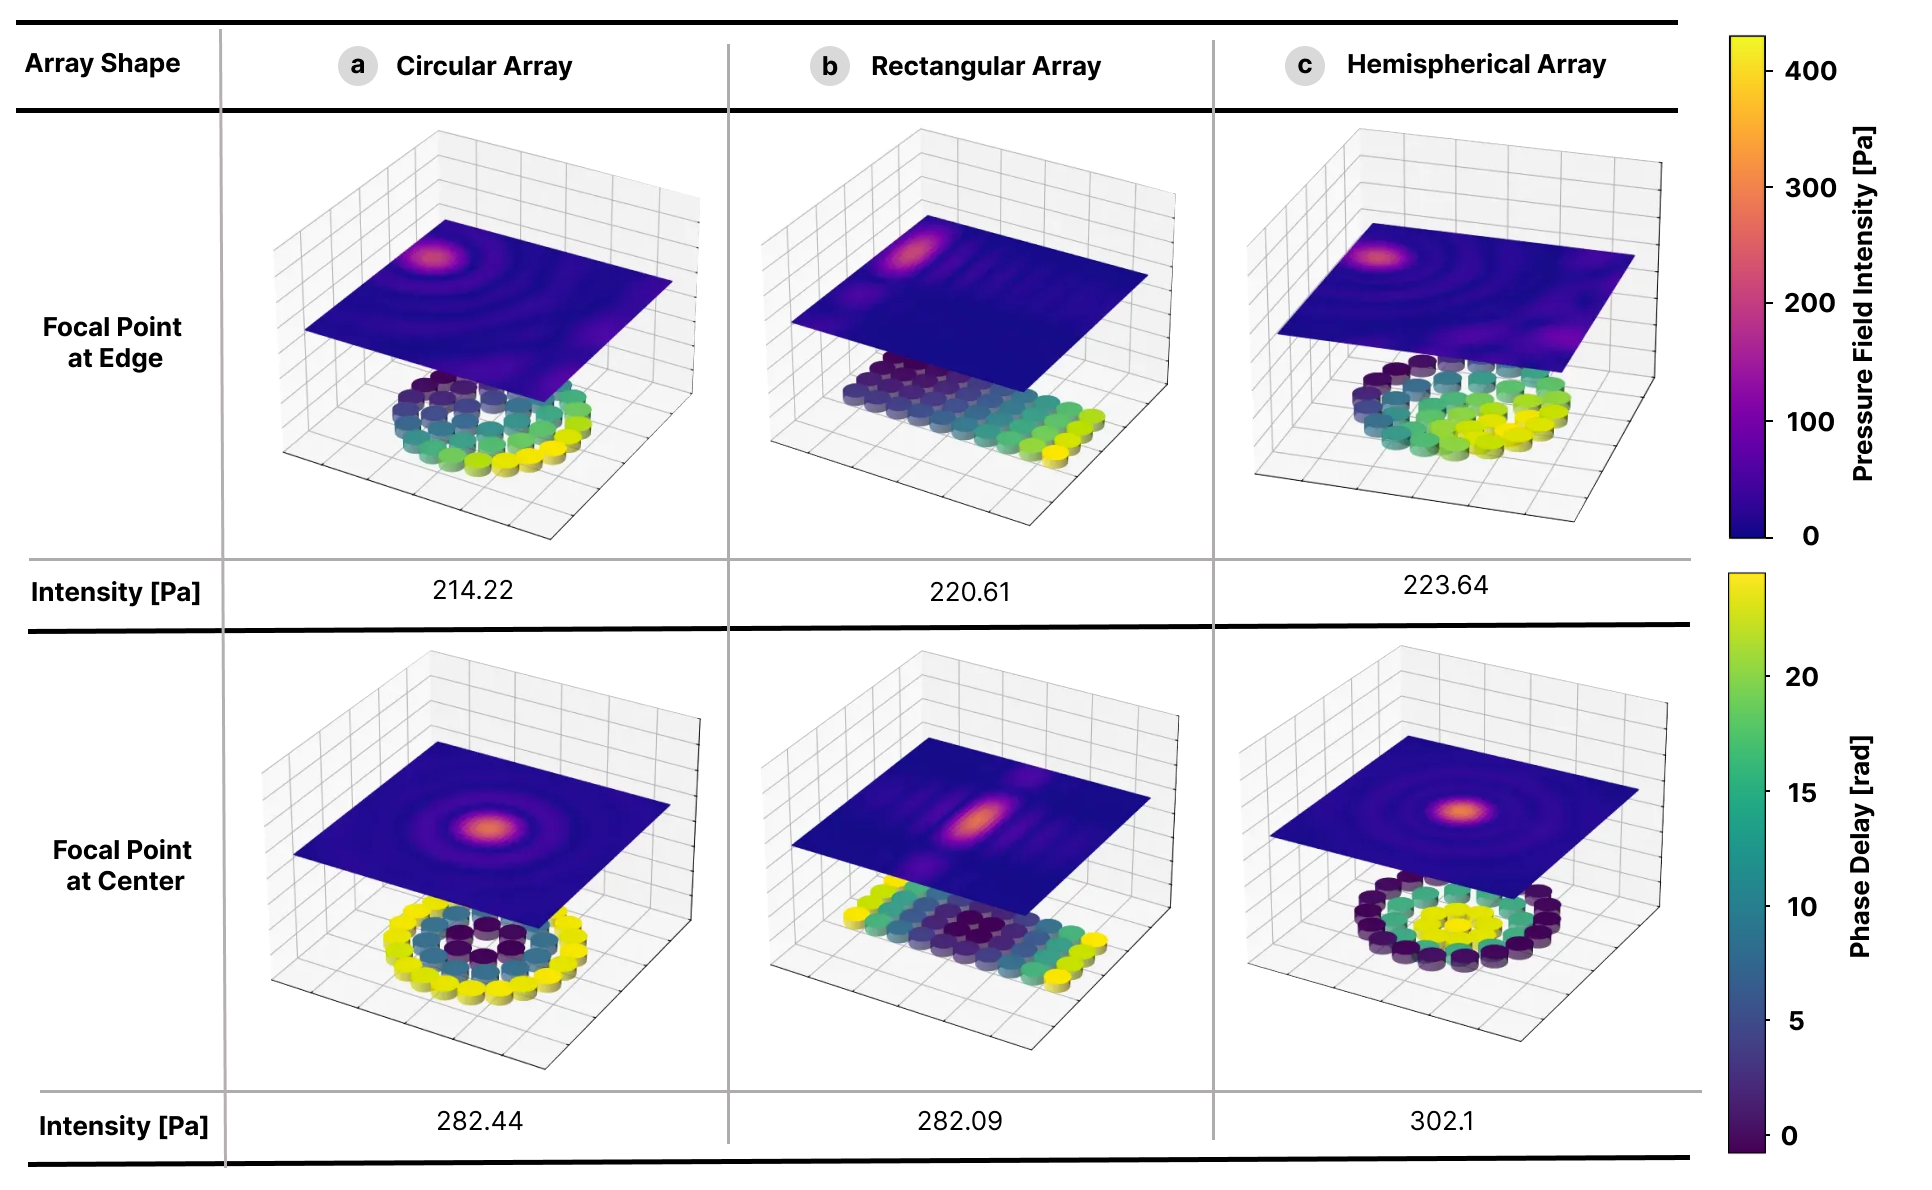 Array Shape
a Circular Array
b Rectangular Array
c Hemispherical Array
Focal Point
at Edge
Intensity [Pa]
214.22
220.61
223.64
Focal Point
at Center
Intensity [Pa]
282.44
282.09
302.1
400
300
200
100
0
Pressure Field Intensity [Pa]
20
15
10
5
0
Phase Delay [rad]